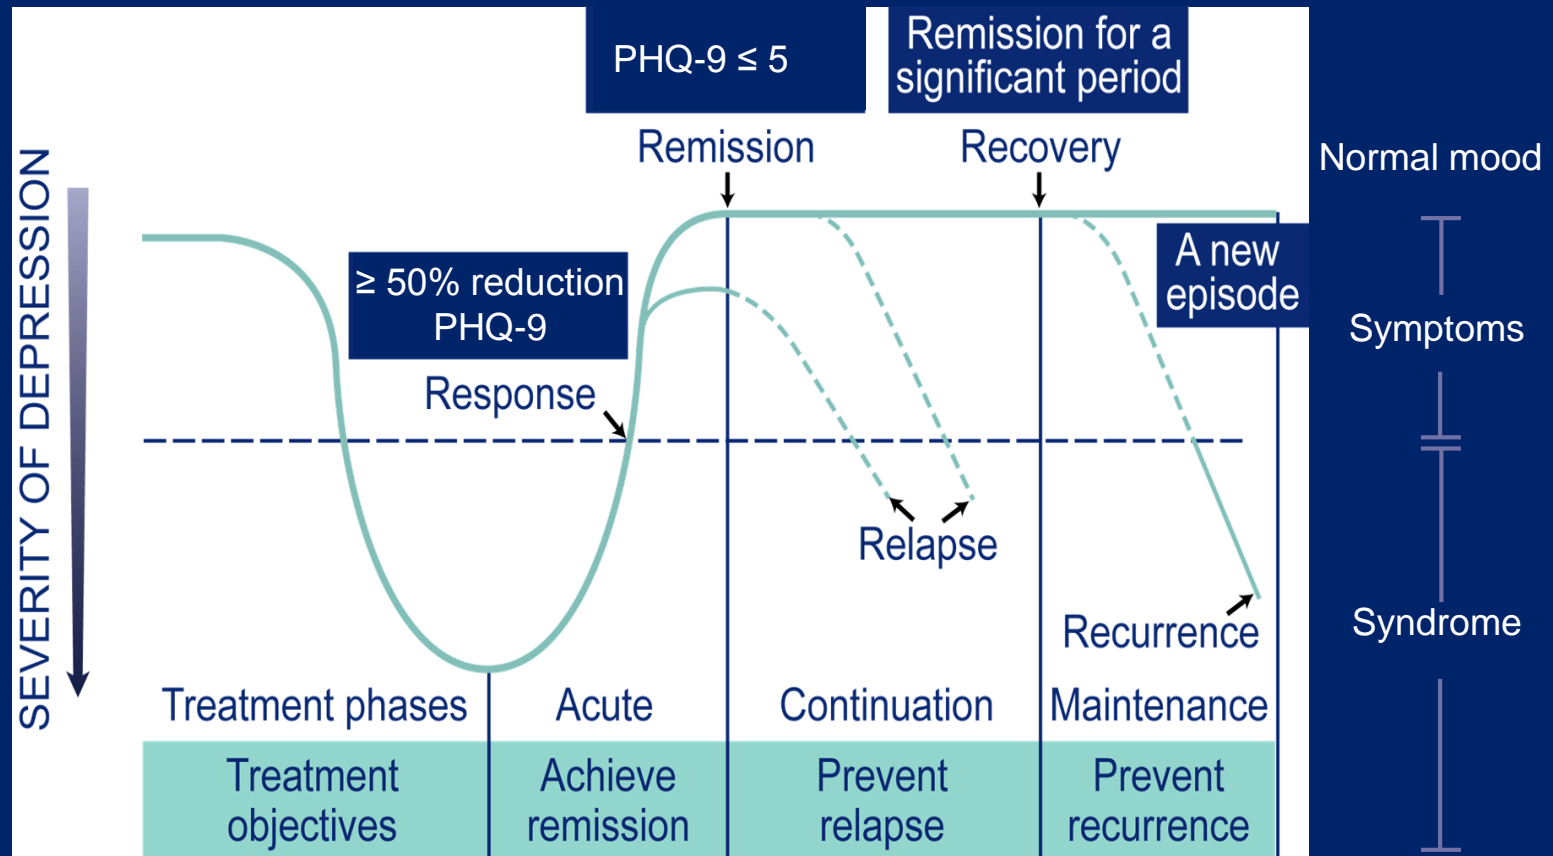 PHQ-9 ≤ 5
Remission for a
significant period
Remission
Recovery
Normal mood
SEVERITY OF DEPRESSION
A new
episode
≥ 50% reduction
PHQ-9
Symptoms
Response
Relapse
Recurrence
Syndrome
Treatment phases
Acute
Continuation
Maintenance
Treatment
objectives
Achieve
remission
Prevent
relapse
Prevent
recurrence